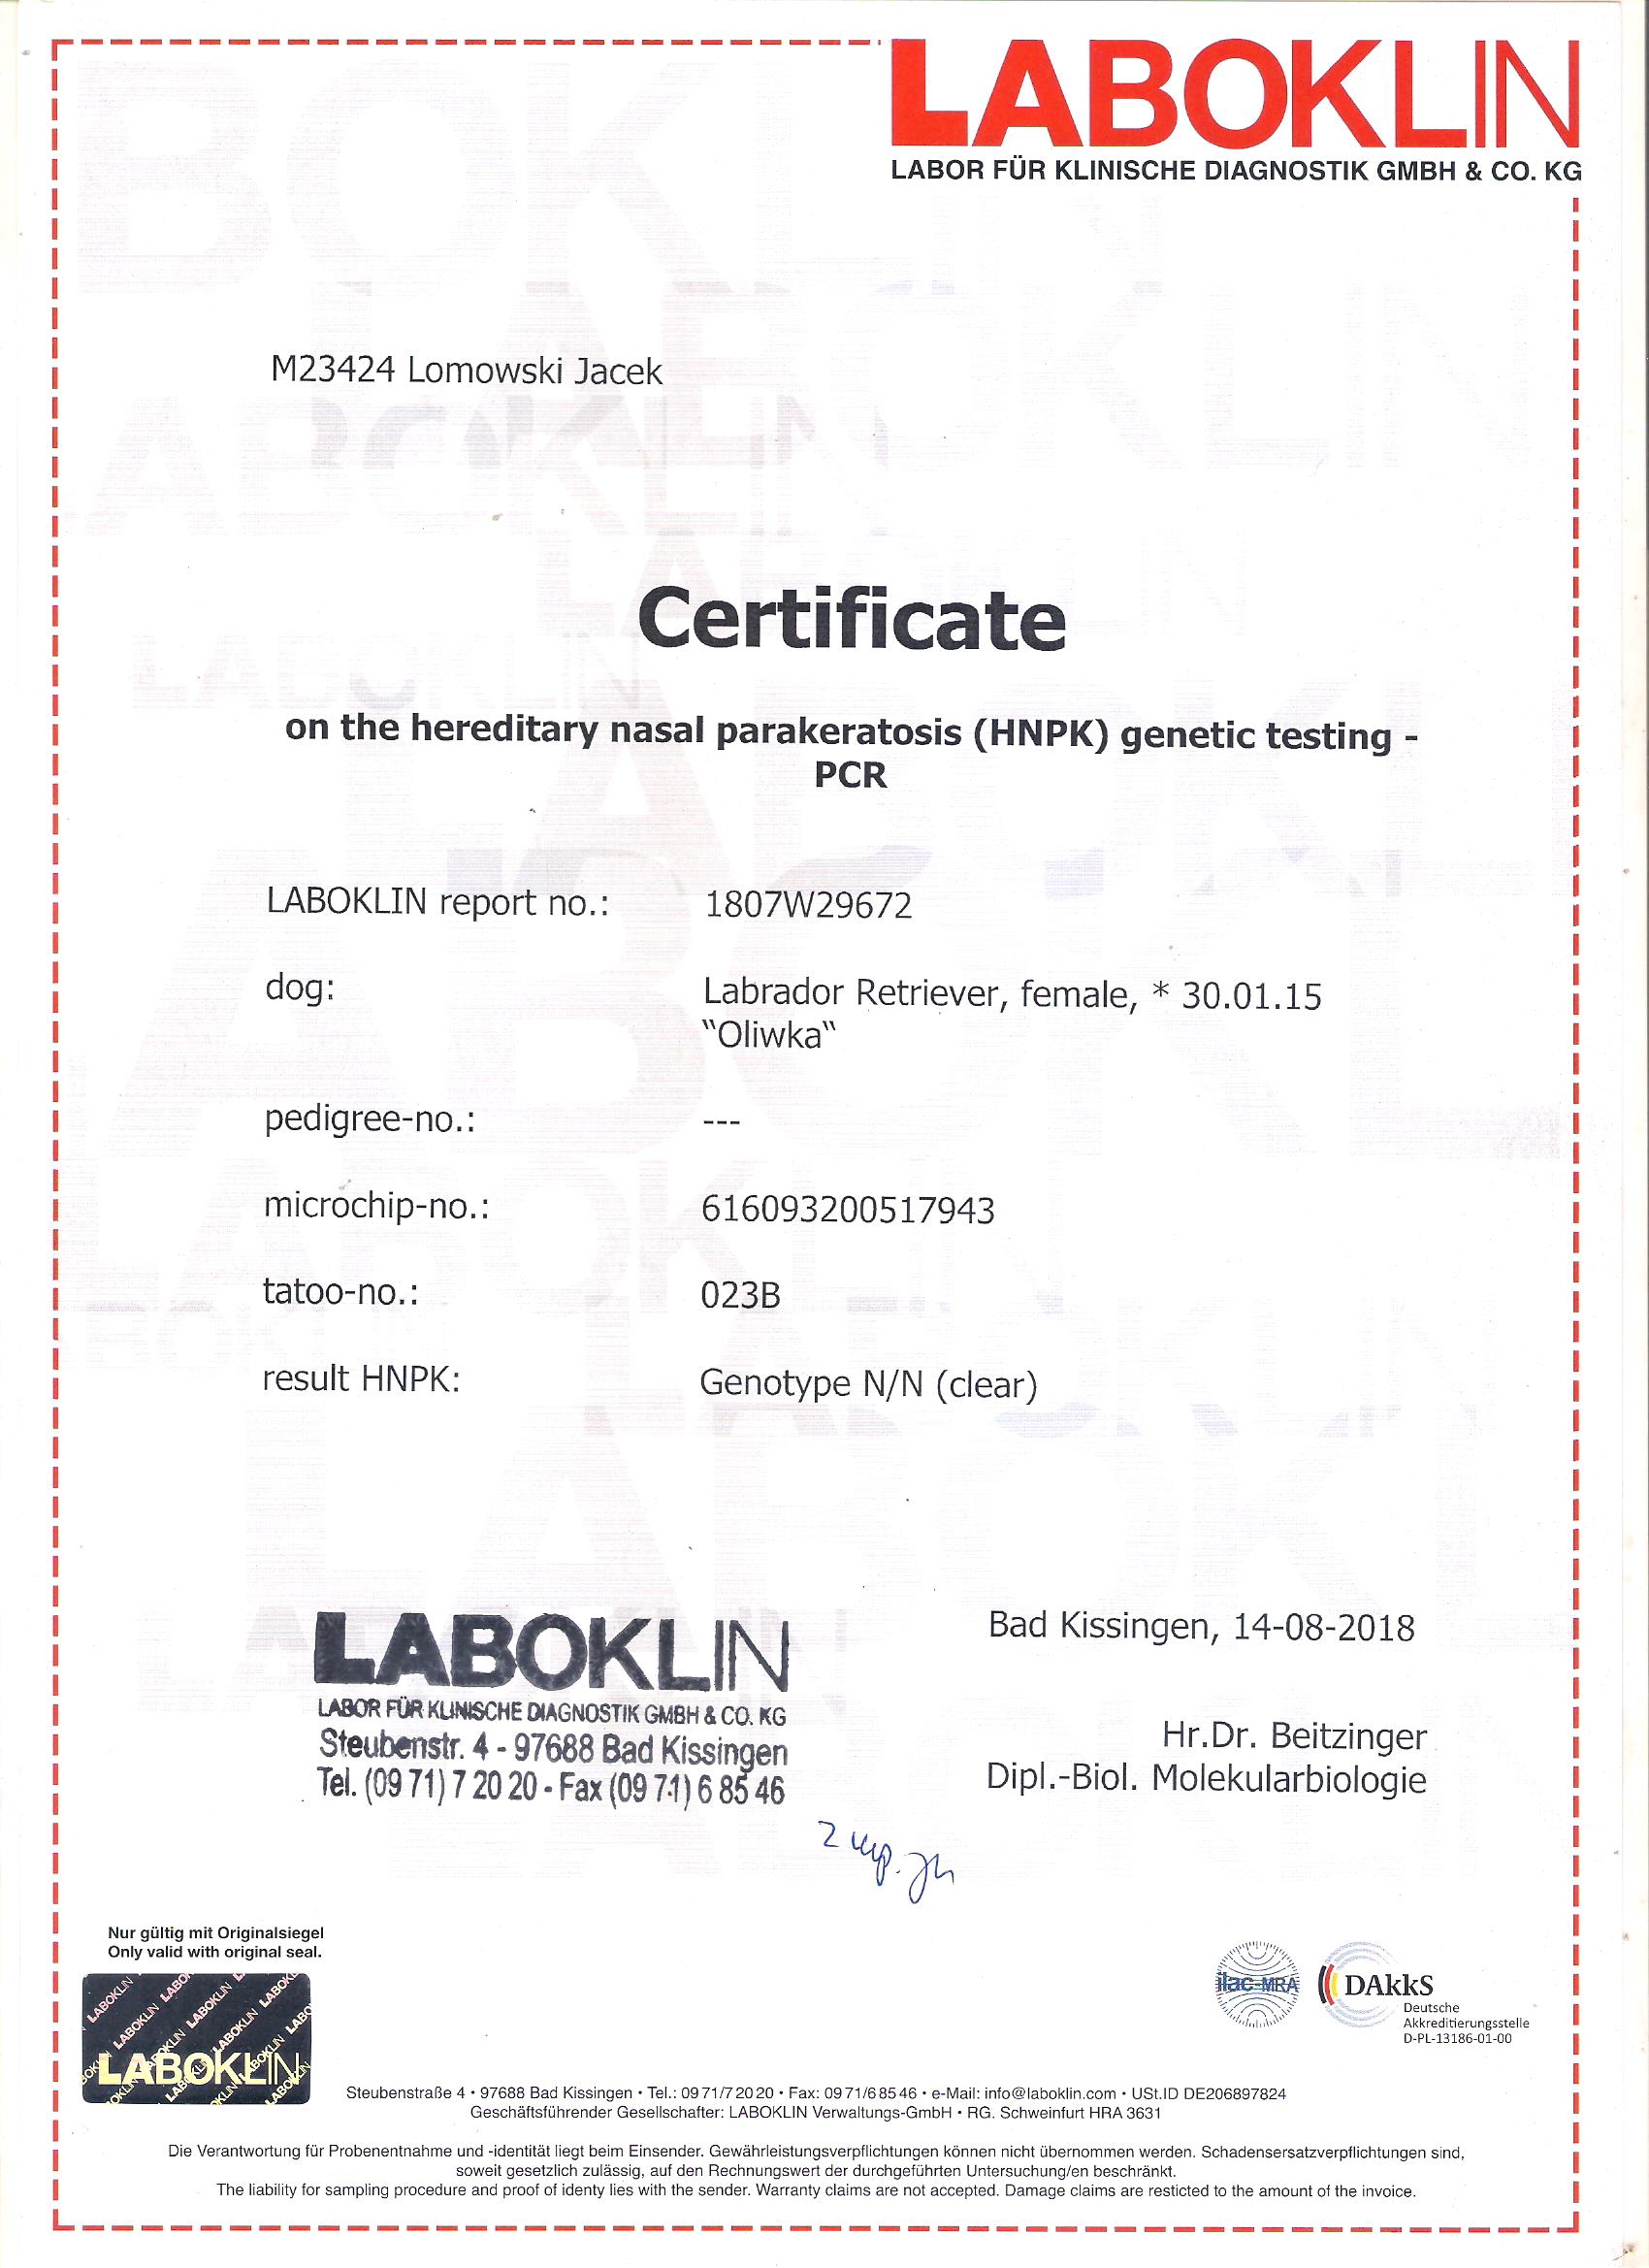 LABOKLIN
LABOR FÜR KLINISCHE DIAGNOSTIK GMBH & CO. KG
M23424 Lomowski Jacek
Certificate
on the hereditary nasal parakeratosis (HNPK) genetic testing -
PCR
LABOKLIN report no.: 1807W29672
dog: Labrador Retriever, female, * 30.01.15
"Oliwka"
pedigree-no.: ---
microchip-no.: 616093200517943
tatoo-no.: 023B
result HNPK: Genotype N/N (clear)
LABOKLIN
LABOR FÜR KLINISCHE DIAGNOSTIK GMBH & CO. KG
Steubenstr. 4 - 97688 Bad Kissingen
Tel. (09 71) 7 20 20 - Fax (09 71) 6 85 46
Bad Kissingen, 14-08-2018
Hr.Dr. Beitzinger
Dipl.-Biol. Molekularbiologie
Nur gültig mit Originalsiegel
Only valid with original seal.
LABOKLIN
ilac-MRA
DAkkS
Deutsche
Akkreditierungsstelle
D-PL-13186-01-00
Steubenstraße 4 • 97688 Bad Kissingen • Tel.: 09 71/7 20 20 • Fax: 09 71/6 85 46 • e-Mail: info@laboklin.com • USt.ID DE206897824
Geschäftsführender Gesellschafter: LABOKLIN Verwaltungs-GmbH • RG. Schweinfurt HRA 3631
Die Verantwortung für Probenentnahme und -identität liegt beim Einsender. Gewährleistungsverpflichtungen können nicht übernommen werden. Schadensersatzverpflichtungen sind,
soweit gesetzlich zulässig, auf den Rechnungswert der durchgeführten Untersuchung/en beschränkt.
The liability for sampling procedure and proof of identy lies with the sender. Warranty claims are not accepted. Damage claims are resticted to the amount of the invoice.